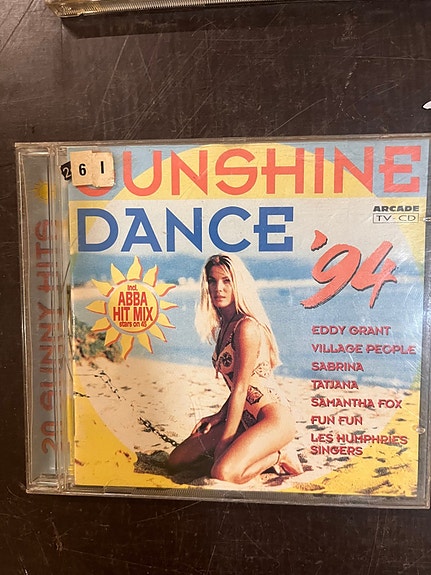 20 SUNNY HITS
261
SUNSHINE
DANCE '94
ARCADE
TV-CD
incl.
ABBA
HIT MIX
stars on 45
EDDY GRANT
VILLAGE PEOPLE
SABRINA
TATJANA
SAMANTHA FOX
FUN FUN
LES HUMPHRIES
SINGERS